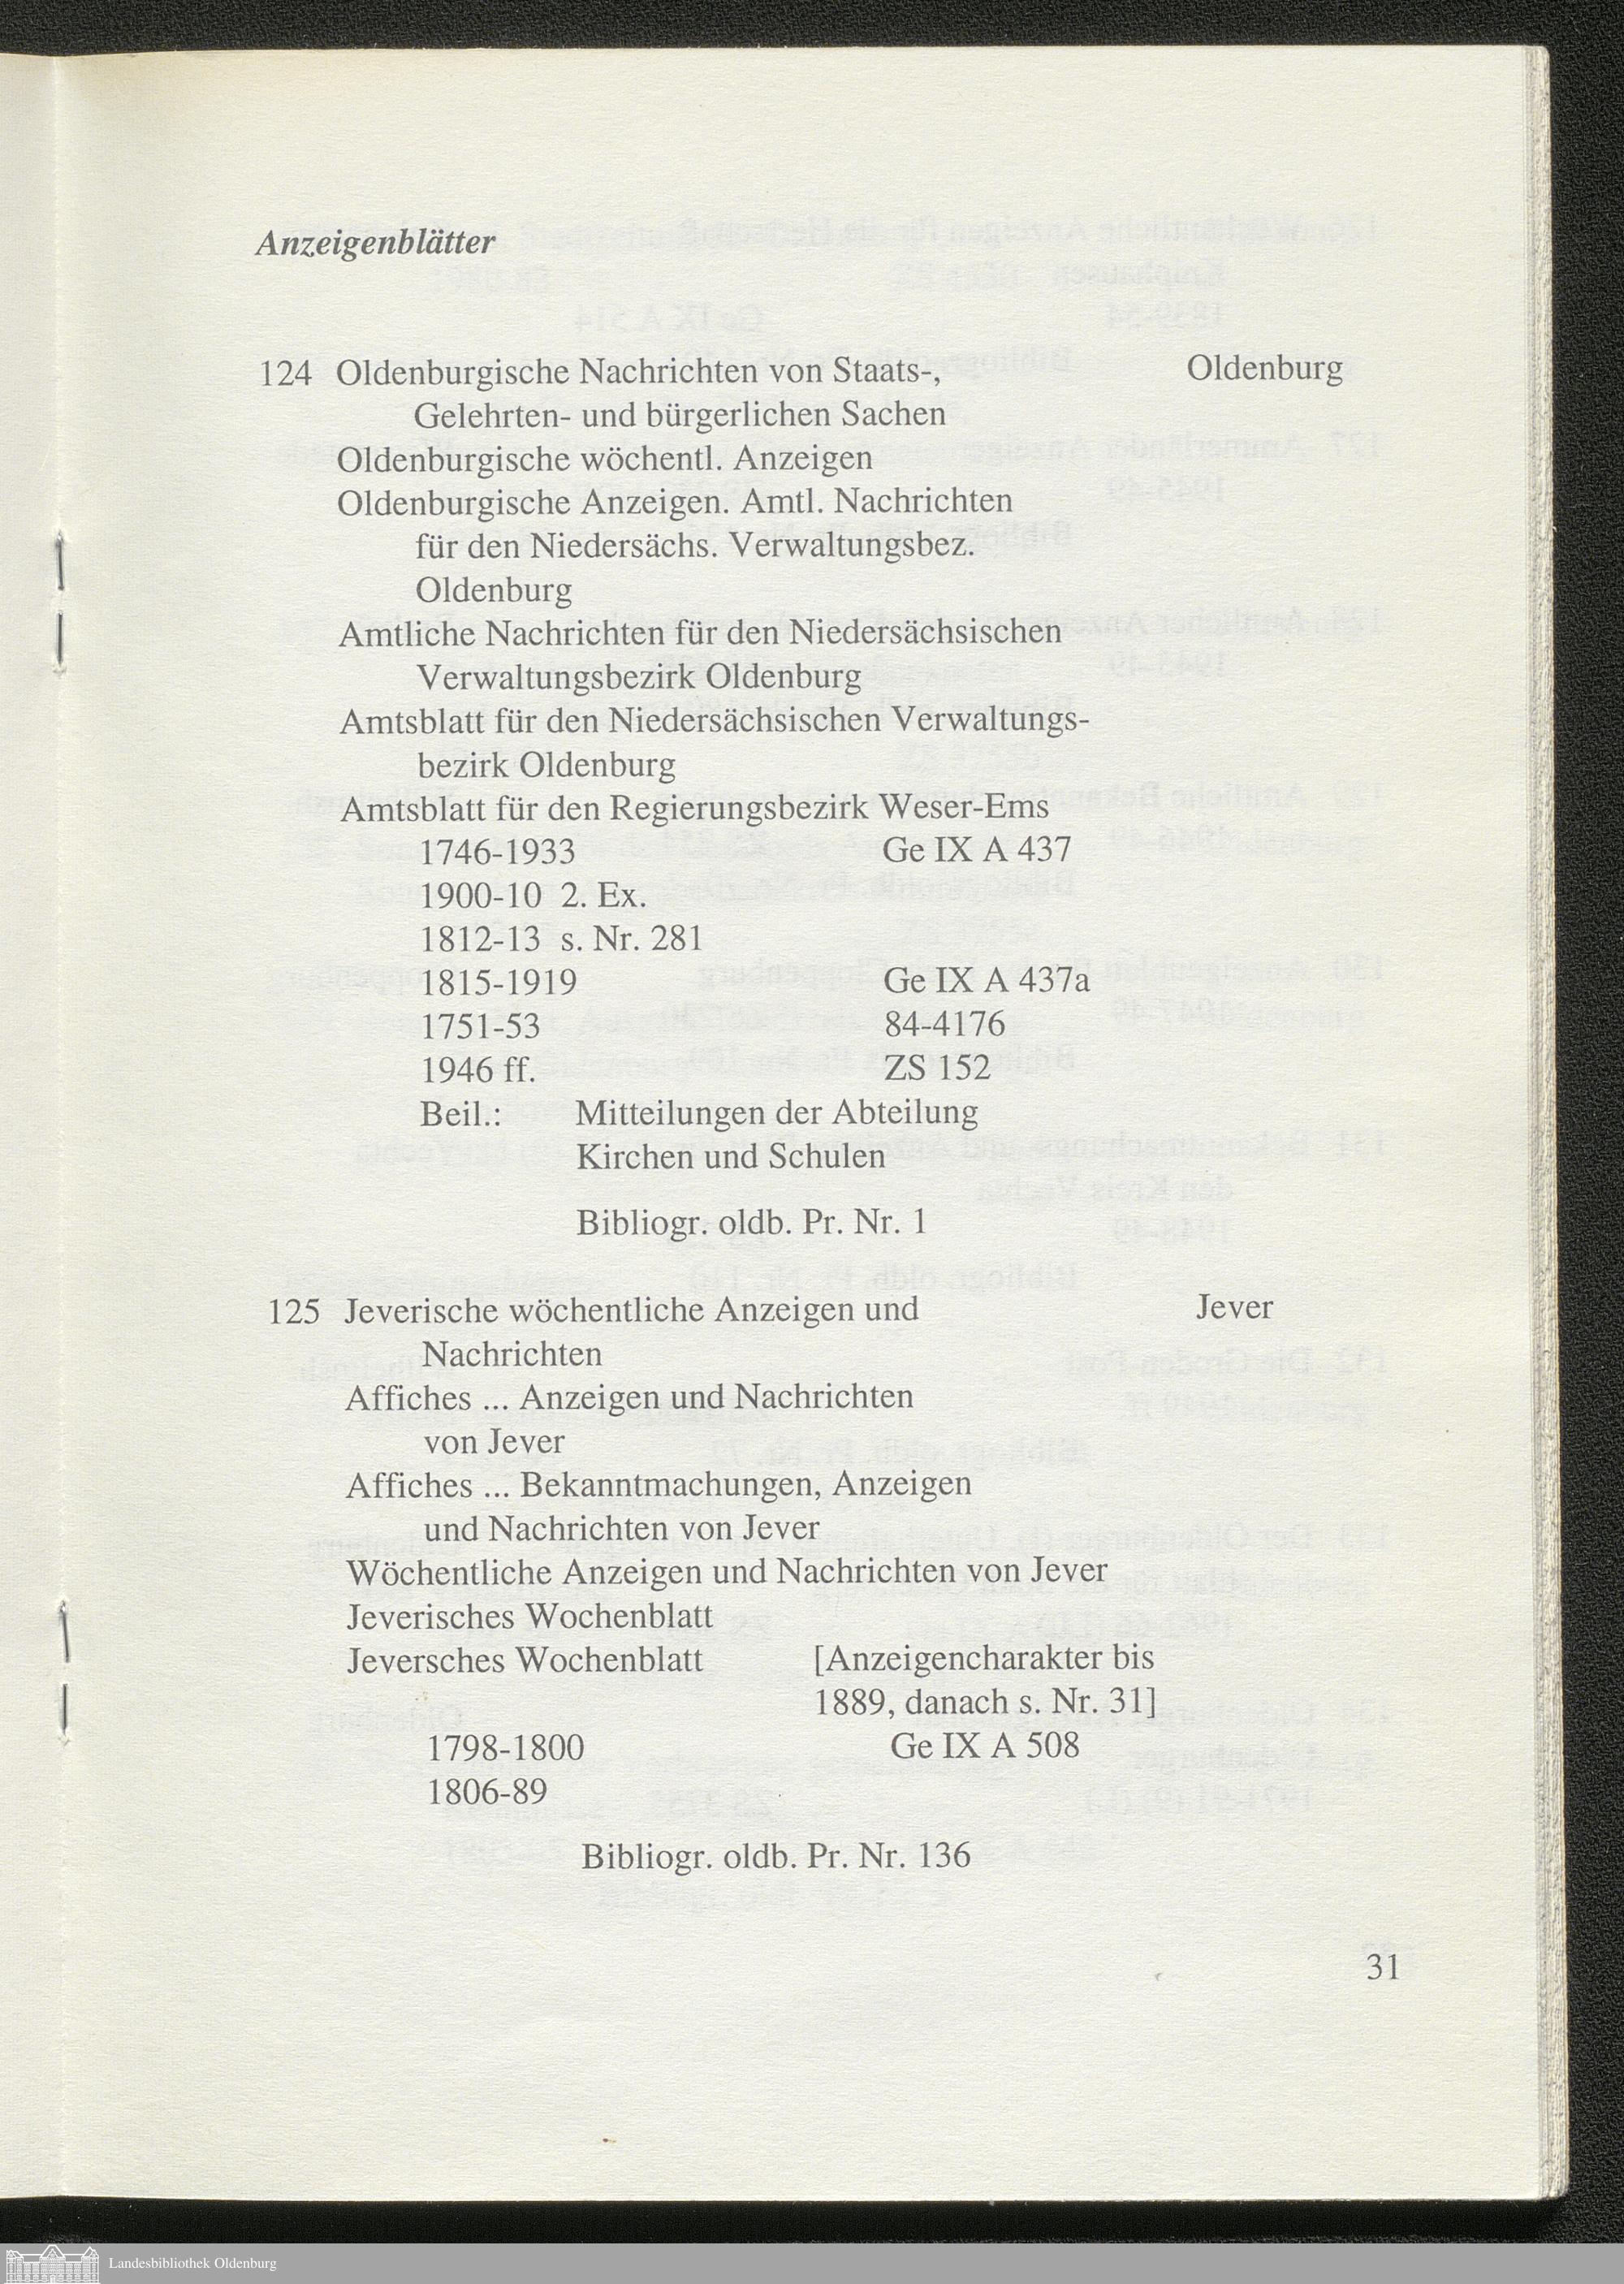 Anzeigenblätter
124 Oldenburgische Nachrichten von Staats-, Oldenburg
Gelehrten- und bürgerlichen Sachen
Oldenburgische wöchentl. Anzeigen
Oldenburgische Anzeigen. Amtl. Nachrichten
für den Niedersächs. Verwaltungsbez.
Oldenburg
Amtliche Nachrichten für den Niedersächsischen
Verwaltungsbezirk Oldenburg
Amtsblatt für den Niedersächsischen Verwaltungs-
bezirk Oldenburg
Amtsblatt für den Regierungsbezirk Weser-Ems
1746-1933 Ge IX A 437
1900-10 2. Ex.
1812-13 s. Nr. 281
1815-1919 Ge IX A 437a
1751-53 84-4176
1946 ff. ZS 152
Beil.: Mitteilungen der Abteilung
Kirchen und Schulen
Bibliogr. oldb. Pr. Nr. 1
125 Jeverische wöchentliche Anzeigen und Jever
Nachrichten
Affiches ... Anzeigen und Nachrichten
von Jever
Affiches ... Bekanntmachungen, Anzeigen
und Nachrichten von Jever
Wöchentliche Anzeigen und Nachrichten von Jever
Jeverisches Wochenblatt
Jeversches Wochenblatt [Anzeigencharakter bis
1889, danach s. Nr. 31]
1798-1800 Ge IX A 508
1806-89
Bibliogr. oldb. Pr. Nr. 136
31
Landesbibliothek Oldenburg